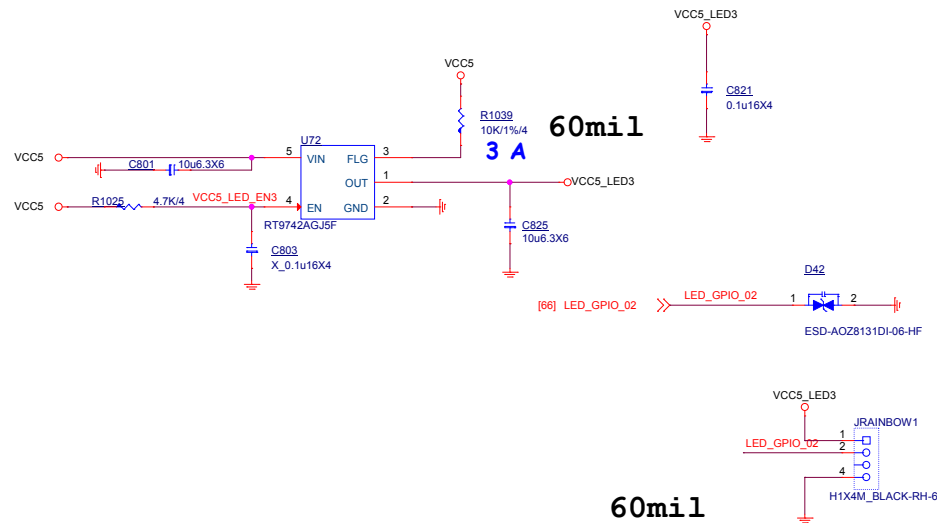 VCC5_LED3
C821
0.1u16X4
VCC5
R1039
10K/1%/4
60mil
3 A
U72
VCC5
C801
10u6.3X6
5
VIN
FLG
3
OUT
1
VCC5_LED3
VCC5
R1025
4.7K/4
VCC5_LED_EN3
4
EN
GND
2
RT9742AGJ5F
C825
10u6.3X6
C803
X_0.1u16X4
D42
[66]
LED_GPIO_02
LED_GPIO_02
1
2
ESD-AOZ8131DI-06-HF
VCC5_LED3
JRAINBOW1
1
LED_GPIO_02
2
4
H1X4M_BLACK-RH-6
60mil